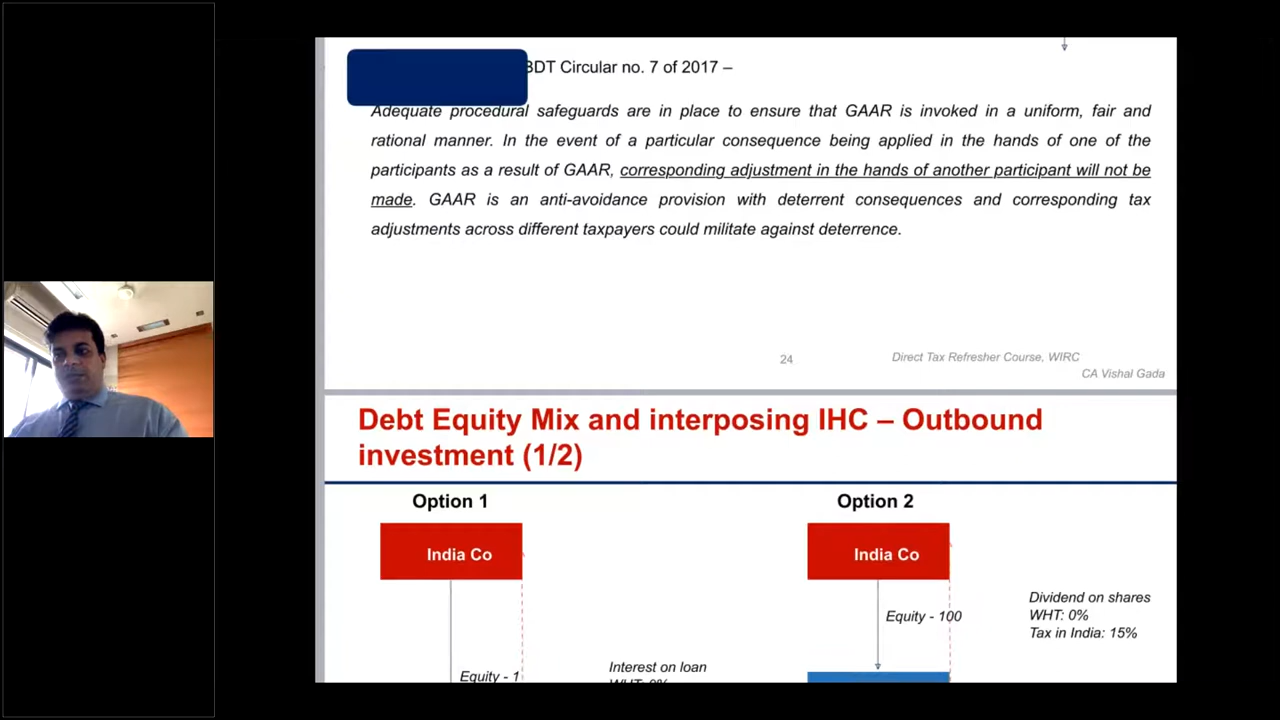 BDT Circular no. 7 of 2017 –
Adequate procedural safeguards are in place to ensure that GAAR is invoked in a uniform, fair and
rational manner. In the event of a particular consequence being applied in the hands of one of the
participants as a result of GAAR, corresponding adjustment in the hands of another participant will not be
made. GAAR is an anti-avoidance provision with deterrent consequences and corresponding tax
adjustments across different taxpayers could militate against deterrence.
24
Direct Tax Refresher Course, WIRC
CA Vishal Gada
Debt Equity Mix and interposing IHC – Outbound
investment (1/2)
Option 1
Option 2
India Co
India Co
Equity - 100
Dividend on shares
WHT: 0%
Tax in India: 15%
Equity - 1
Interest on loan
WHT: 0%